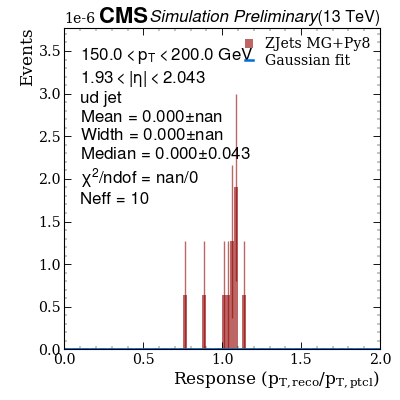 1e-6 CMS Simulation Preliminary (13 TeV)
Events
150.0<p_T<200.0 GeV
ZJets MG+Py8
Gaussian fit
1.93<|η|<2.043
ud jet
Mean = 0.000±nan
Width = 0.000±nan
Median = 0.000±0.043
χ²/ndof = nan/0
Neff = 10
3.5
3.0
2.5
2.0
1.5
1.0
0.5
0.0
0.0 0.5 1.0 1.5 2.0
Response (p_T,reco/p_T,ptcl)